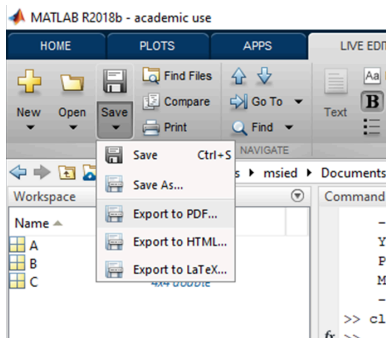 MATLAB R2018b - academic use
HOME PLOTS APPS LIVE EDI
New Open Save
Find Files
Compare
Print
Go To
Find
NAVIGATE
Text
Aa
B
Save Ctrl+S
Save As...
Export to PDF...
Export to HTML...
Export to LaTeX...
msied Documents
Workspace
Name
A
B
C
4x4 double
Command
Y
P
M
>> cl
fx >>